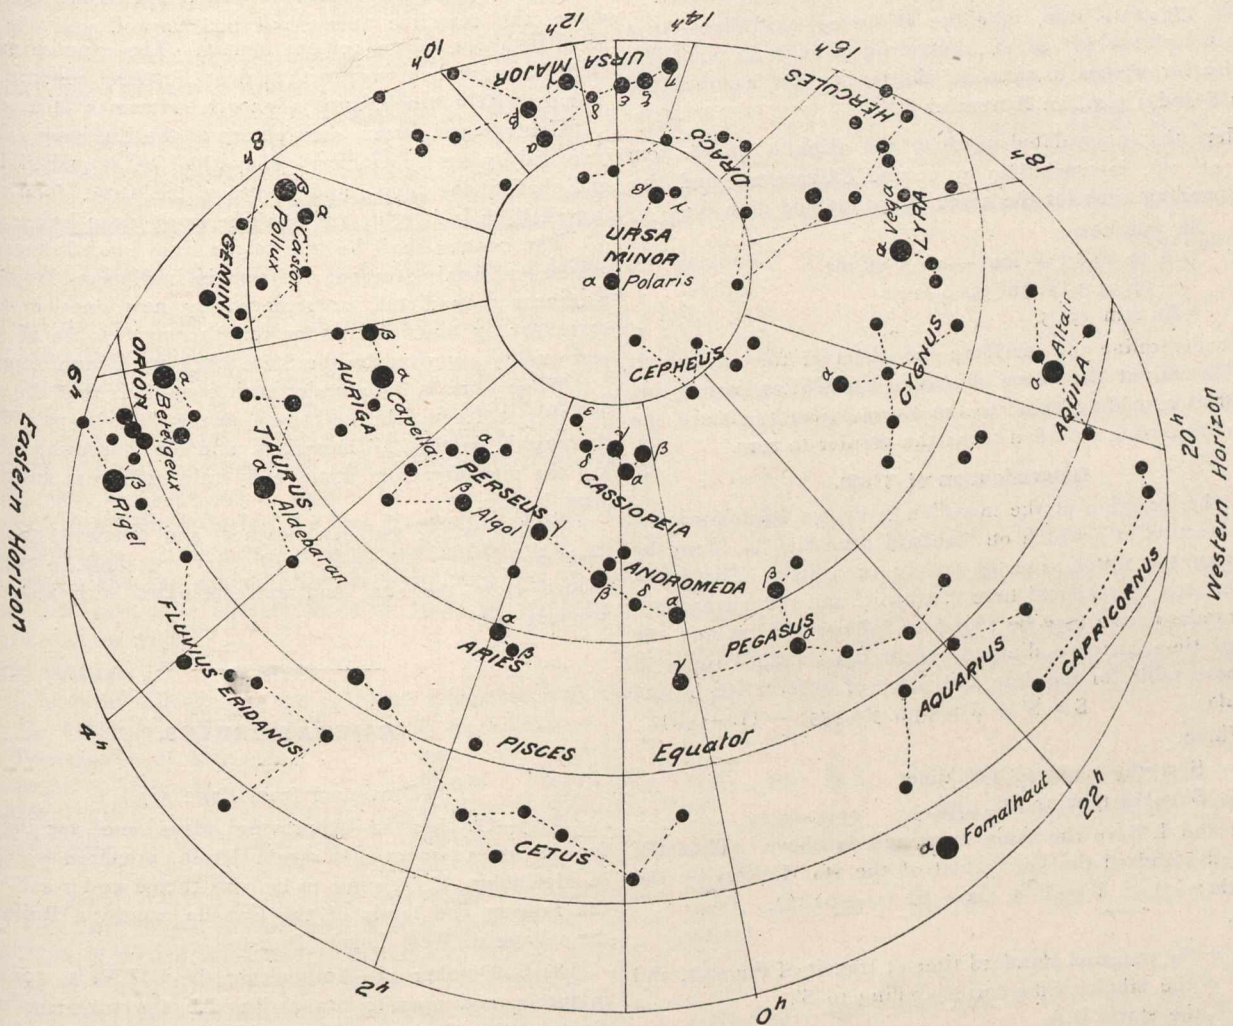 10ʰ
12ʰ
14ʰ
16ʰ
18ʰ
URSA
MAJOR
α
β
γ
δ
ε
ζ
η
HERCULES
DRACO
8ʰ
β
α
Pollux
Castor
GEMINI
β
γ
URSA
MINOR
α Polaris
α Vega
LYRA
CEPHEUS
β
α
Capella
AURIGA
α
CYGNUS
α
Altair
AQUILA
6ʰ
ORION
α
Betelgeux
β
Rigel
TAURUS
α
Aldebaran
α
PERSEUS
β
Algol
ε
δ
γ
β
α
CASSIOPEIA
20ʰ
Eastern Horizon
Western Horizon
γ
β
ANDROMEDA
δ
α
β
PEGASUS
α
γ
α
β
ARIES
FLUVIUS ERIDANUS
AQUARIUS
CAPRICORNUS
4ʰ
PISCES
Equator
22ʰ
CETUS
α
Fomalhaut
2ʰ
0ʰ